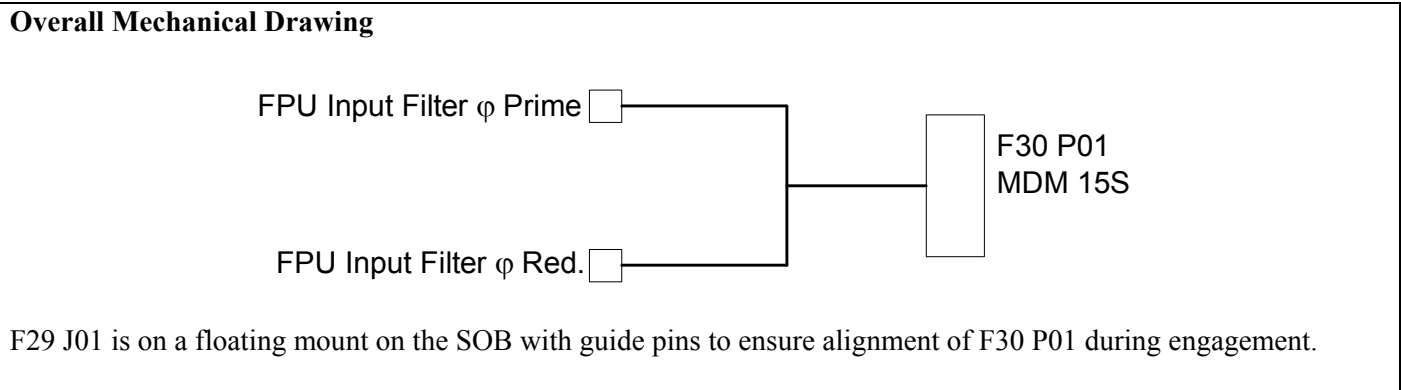 Overall Mechanical Drawing
FPU Input Filter φ Prime
F30 P01
MDM 15S
FPU Input Filter φ Red.
F29 J01 is on a floating mount on the SOB with guide pins to ensure alignment of F30 P01 during engagement.